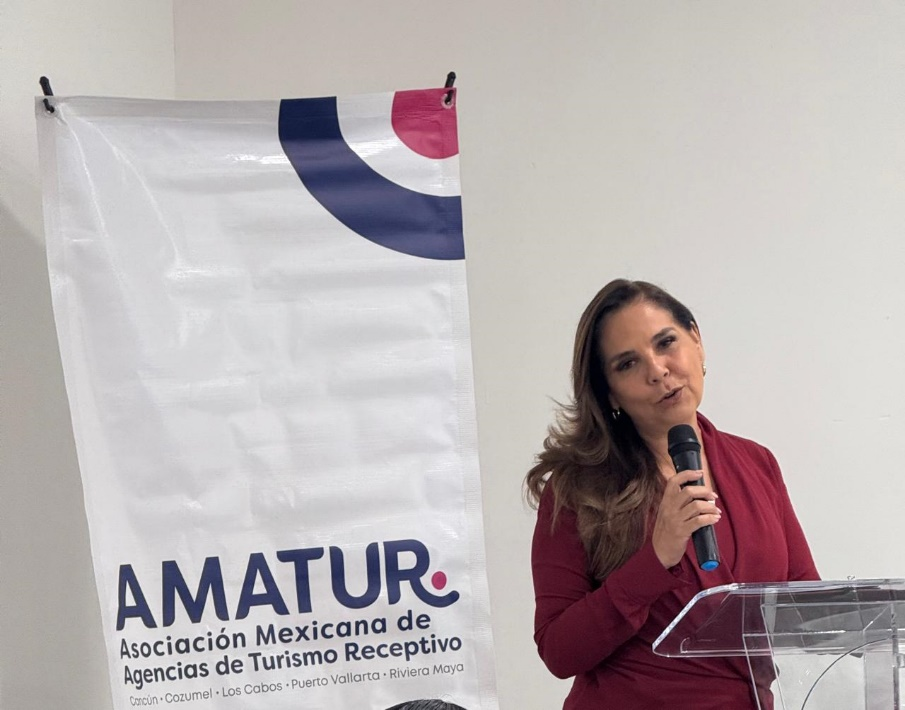 AMATUR.
Asociación Mexicana de
Agencias de Turismo Receptivo
Cancún • Cozumel • Los Cabos • Puerto Vallarta • Riviera Maya